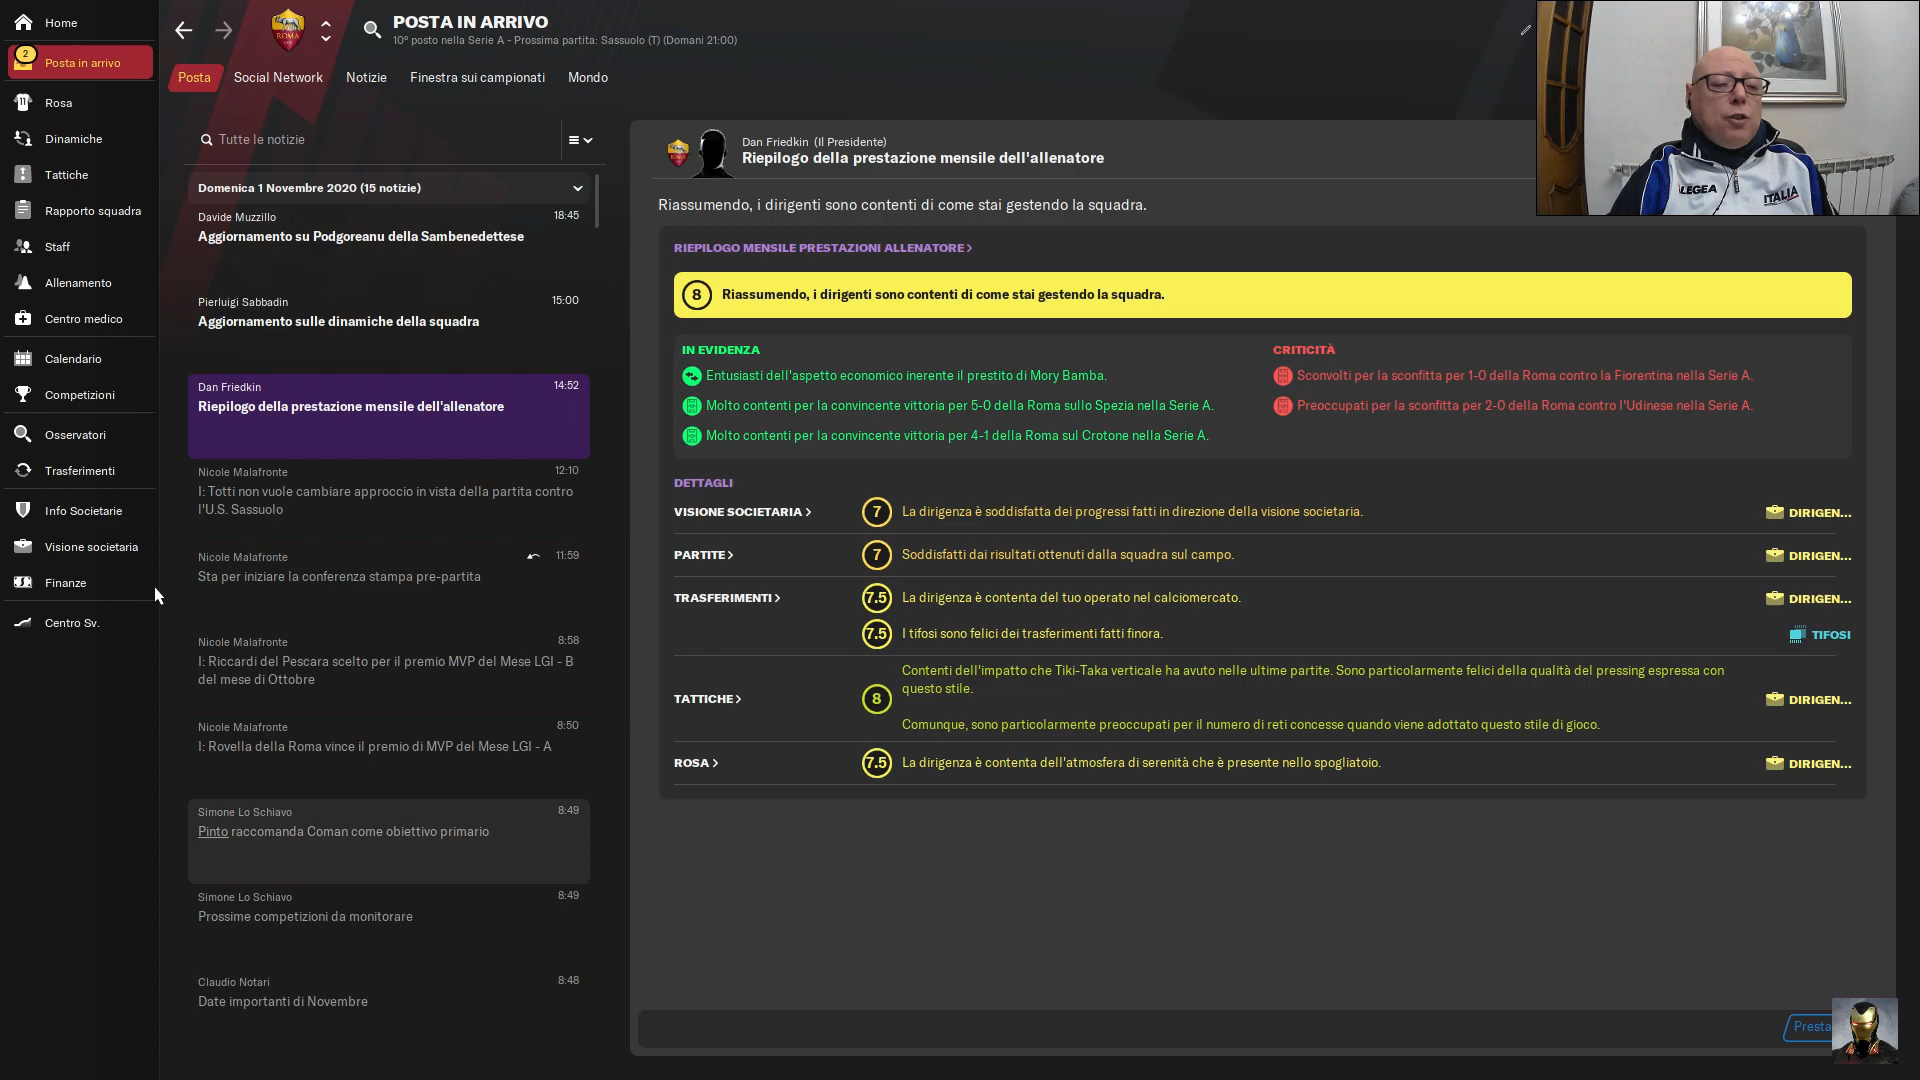 Home
2
Posta in arrivo
Rosa
Dinamiche
Tattiche
Rapporto squadra
Staff
Allenamento
Centro medico
Calendario
Competizioni
Osservatori
Trasferimenti
Info Societarie
Visione societaria
Finanze
Centro Sv.
POSTA IN ARRIVO
10° posto nella Serie A - Prossima partita: Sassuolo (T) (Domani 21:00)
Posta
Social Network
Notizie
Finestra sui campionati
Mondo
Tutte le notizie
Domenica 1 Novembre 2020 (15 notizie)
Davide Muzzillo 18:45
Aggiornamento su Podgoreanu della Sambenedettese
Pierluigi Sabbadin 15:00
Aggiornamento sulle dinamiche della squadra
Dan Friedkin 14:52
Riepilogo della prestazione mensile dell'allenatore
Nicole Malafronte 12:10
I: Totti non vuole cambiare approccio in vista della partita contro
l'U.S. Sassuolo
Nicole Malafronte 11:59
Sta per iniziare la conferenza stampa pre-partita
Nicole Malafronte 8:58
I: Riccardi del Pescara scelto per il premio MVP del Mese LGI - B
del mese di Ottobre
Nicole Malafronte 8:50
I: Rovella della Roma vince il premio di MVP del Mese LGI - A
Simone Lo Schiavo 8:49
Pinto raccomanda Coman come obiettivo primario
Simone Lo Schiavo 8:49
Prossime competizioni da monitorare
Claudio Notari 8:48
Date importanti di Novembre
Dan Friedkin (Il Presidente)
Riepilogo della prestazione mensile dell'allenatore
Riassumendo, i dirigenti sono contenti di come stai gestendo la squadra.
RIEPILOGO MENSILE PRESTAZIONI ALLENATORE >
8 Riassumendo, i dirigenti sono contenti di come stai gestendo la squadra.
IN EVIDENZA
Entusiasti dell'aspetto economico inerente il prestito di Mory Bamba.
Molto contenti per la convincente vittoria per 5-0 della Roma sullo Spezia nella Serie A.
Molto contenti per la convincente vittoria per 4-1 della Roma sul Crotone nella Serie A.
CRITICITÀ
Sconvolti per la sconfitta per 1-0 della Roma contro la Fiorentina nella Serie A.
Preoccupati per la sconfitta per 2-0 della Roma contro l'Udinese nella Serie A.
DETTAGLI
VISIONE SOCIETARIA > 7 La dirigenza è soddisfatta dei progressi fatti in direzione della visione societaria. DIRIGEN...
PARTITE > 7 Soddisfatti dai risultati ottenuti dalla squadra sul campo. DIRIGEN...
TRASFERIMENTI > 7.5 La dirigenza è contenta del tuo operato nel calciomercato. DIRIGEN...
7.5 I tifosi sono felici dei trasferimenti fatti finora. TIFOSI
Contenti dell'impatto che Tiki-Taka verticale ha avuto nelle ultime partite. Sono particolarmente felici della qualità del pressing espressa con
questo stile.
TATTICHE > 8 DIRIGEN...
Comunque, sono particolarmente preoccupati per il numero di reti concesse quando viene adottato questo stile di gioco.
ROSA > 7.5 La dirigenza è contenta dell'atmosfera di serenità che è presente nello spogliatoio. DIRIGEN...
Presta
LEGEA
ITALIA
ROMA